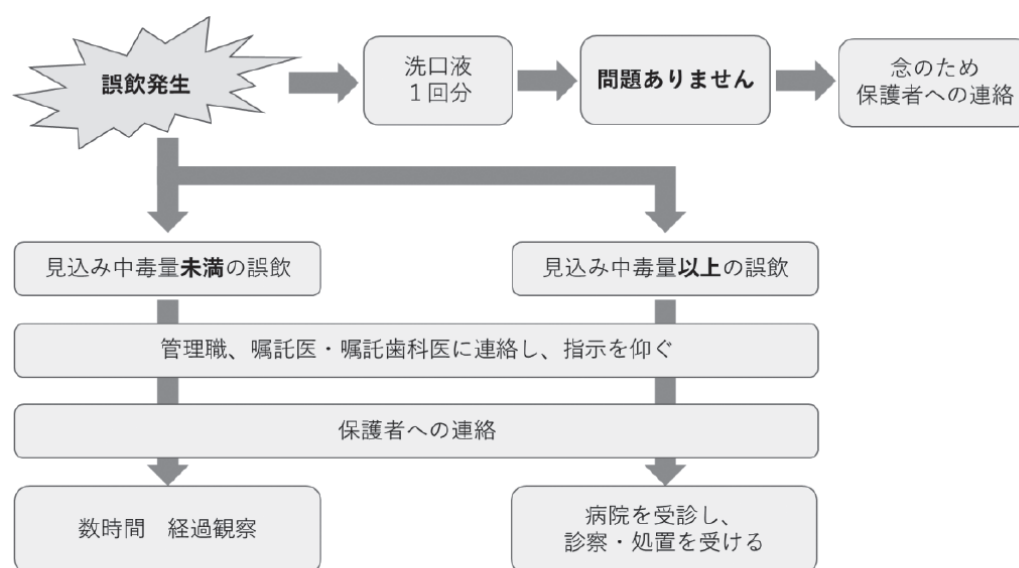 誤飲発生
洗口液
1回分
問題ありません
念のため
保護者への連絡
見込み中毒量未満の誤飲
見込み中毒量以上の誤飲
管理職、嘱託医・嘱託歯科医に連絡し、指示を仰ぐ
保護者への連絡
数時間　経過観察
病院を受診し、
診察・処置を受ける